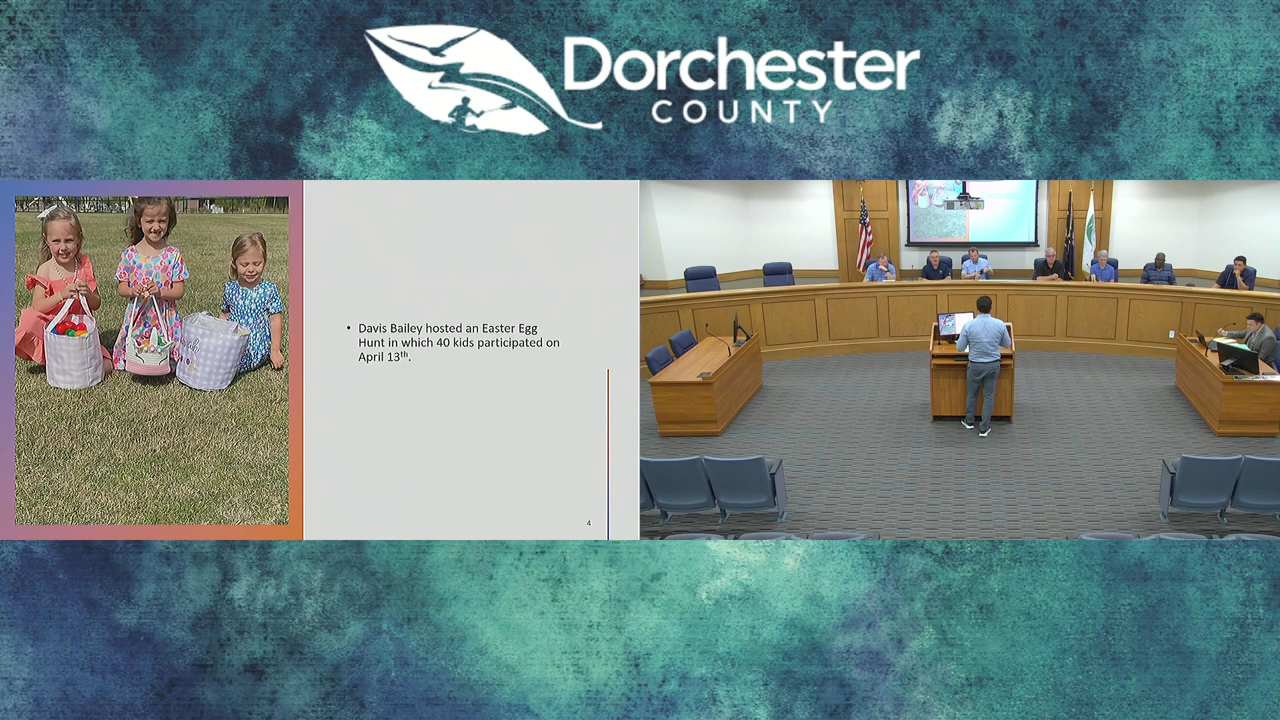 Dorchester
COUNTY
• Davis Bailey hosted an Easter Egg
Hunt in which 40 kids participated on
April 13th.
4